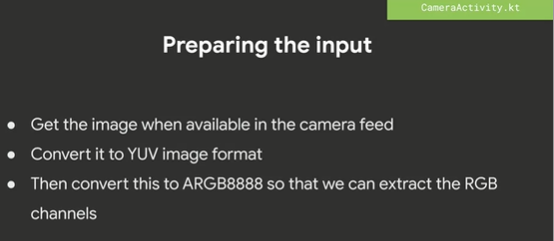 CameraActivity.kt
Preparing the input
● Get the image when available in the camera feed
● Convert it to YUV image format
● Then convert this to ARGB8888 so that we can extract the RGB
channels